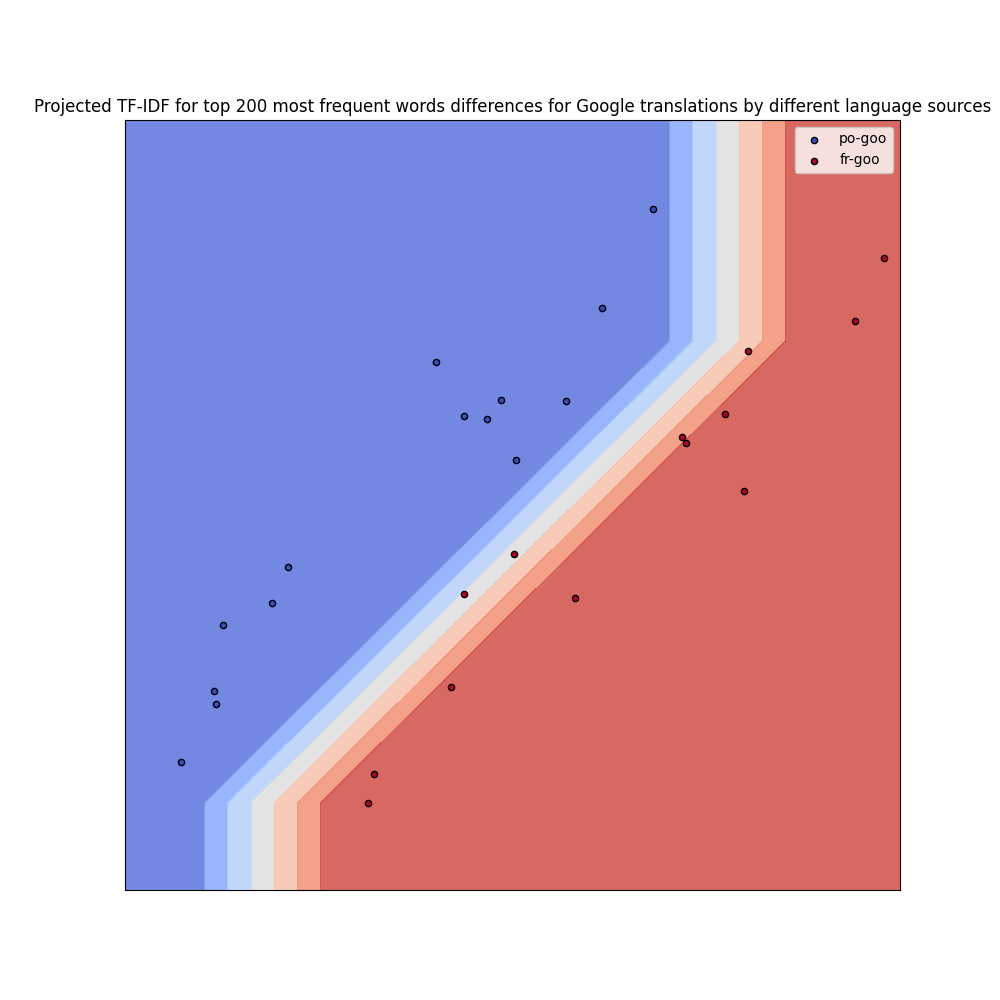 Projected TF-IDF for top 200 most frequent words differences for Google translations by different language sources
po-goo
fr-goo